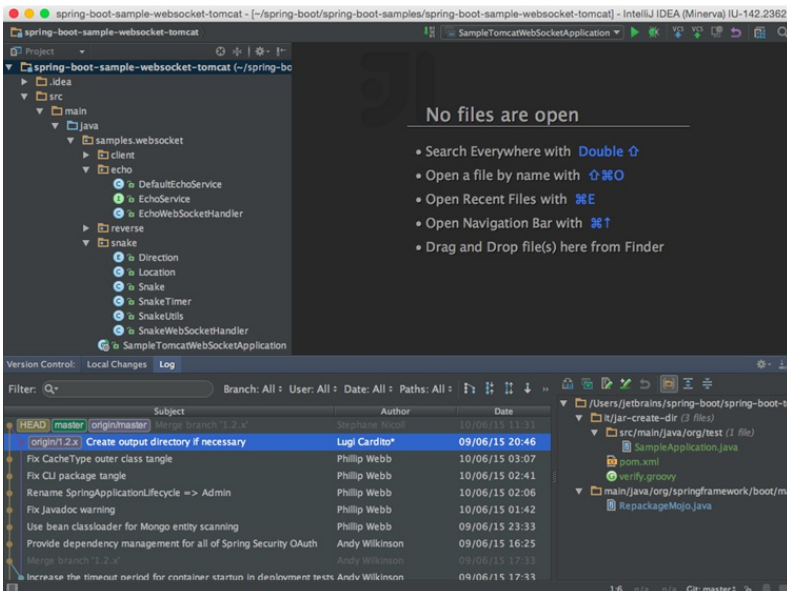 spring-boot-sample-websocket-tomcat - [~/spring-boot/spring-boot-samples/spring-boot-sample-websocket-tomcat] - IntelliJ IDEA (Minerva) IU-142.2362
spring-boot-sample-websocket-tomcat
SampleTomcatWebSocketApplication
VCS VCS
Project
spring-boot-sample-websocket-tomcat (~/spring-bo
.idea
src
main
java
samples.websocket
client
echo
DefaultEchoService
EchoService
EchoWebSocketHandler
reverse
snake
Direction
Location
Snake
SnakeTimer
SnakeUtils
SnakeWebSocketHandler
SampleTomcatWebSocketApplication
No files are open
• Search Everywhere with Double ⇧
• Open a file by name with ⇧⌘O
• Open Recent Files with ⌘E
• Open Navigation Bar with ⌘↑
• Drag and Drop file(s) here from Finder
Version Control: Local Changes Log
Filter: Branch: All User: All Date: All Paths: All
Subject Author Date
HEAD master origin/master Merge branch '1.2.x' Stephane Nicoll 10/06/15 11:31
origin/1.2.x Create output directory if necessary Lugi Cardito* 09/06/15 20:46
Fix CacheType outer class tangle Phillip Webb 10/06/15 03:07
Fix CLI package tangle Phillip Webb 10/06/15 02:41
Rename SpringApplicationLifecycle => Admin Phillip Webb 10/06/15 02:06
Fix Javadoc warning Phillip Webb 10/06/15 01:42
Use bean classloader for Mongo entity scanning Phillip Webb 09/06/15 23:33
Provide dependency management for all of Spring Security OAuth Andy Wilkinson 09/06/15 16:25
Merge branch '1.2.x' Andy Wilkinson 09/06/15 17:33
Increase the timeout period for container startup in deployment tests Andy Wilkinson 09/06/15 17:33
/Users/jetbrains/spring-boot/spring-boot-t
it/jar-create-dir (3 files)
src/main/java/org/test (1 file)
SampleApplication.java
pom.xml
verify.groovy
main/java/org/springframework/boot/m
RepackageMojo.java
1:6 n/a n/a Git: master